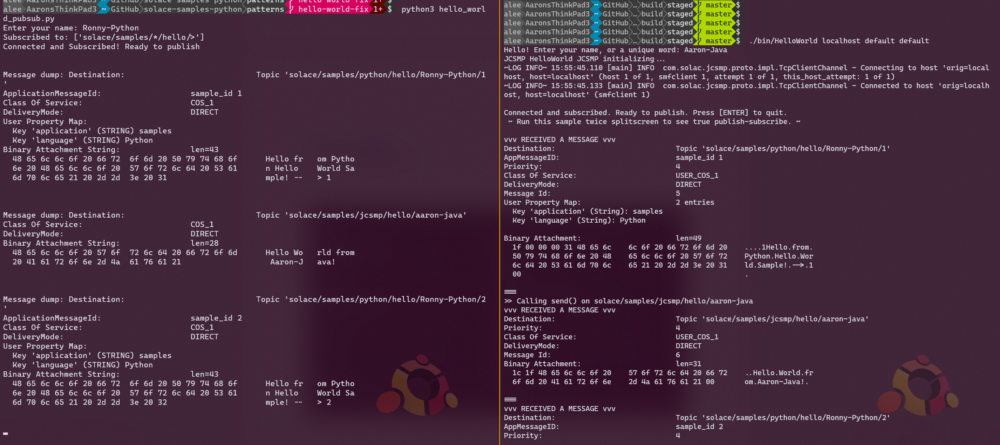 alee AaronsThinkPad3 ~ GitHub solace-samples-python patterns hello-world-fix 1+ $
alee AaronsThinkPad3 ~ GitHub solace-samples-python patterns hello-world-fix 1+ $ python3 hello_worl
d_pubsub.py
Enter your name: Ronny-Python
Subscribed to: ['solace/samples/*/hello/>']
Connected and Subscribed! Ready to publish
Message dump: Destination: Topic 'solace/samples/python/hello/Ronny-Python/1
'
ApplicationMessageId: sample_id 1
Class Of Service: COS_1
DeliveryMode: DIRECT
User Property Map:
Key 'application' (STRING) samples
Key 'language' (STRING) Python
Binary Attachment String: len=43
48 65 6c 6c 6f 20 66 72 6f 6d 20 50 79 74 68 6f Hello fr om Pytho
6e 20 48 65 6c 6c 6f 20 57 6f 72 6c 64 20 53 61 n Hello World Sa
6d 70 6c 65 21 20 2d 2d 3e 20 31 mple! -- > 1
Message dump: Destination: Topic 'solace/samples/jcsmp/hello/aaron-java'
Class Of Service: COS_1
DeliveryMode: DIRECT
Binary Attachment String: len=28
48 65 6c 6c 6f 20 57 6f 72 6c 64 20 66 72 6f 6d Hello Wo rld from
20 41 61 72 6f 6e 2d 4a 61 76 61 21 Aaron-J ava!
Message dump: Destination: Topic 'solace/samples/python/hello/Ronny-Python/2
'
ApplicationMessageId: sample_id 2
Class Of Service: COS_1
DeliveryMode: DIRECT
User Property Map:
Key 'application' (STRING) samples
Key 'language' (STRING) Python
Binary Attachment String: len=43
48 65 6c 6c 6f 20 66 72 6f 6d 20 50 79 74 68 6f Hello fr om Pytho
6e 20 48 65 6c 6c 6f 20 57 6f 72 6c 64 20 53 61 n Hello World Sa
6d 70 6c 65 21 20 2d 2d 3e 20 32 mple! -- > 2
alee AaronsThinkPad3 ~ GitHub … build staged master $
alee AaronsThinkPad3 ~ GitHub … build staged master $
alee AaronsThinkPad3 ~ GitHub … build staged master $
alee AaronsThinkPad3 ~ GitHub … build staged master $
alee AaronsThinkPad3 ~ GitHub … build staged master $ ./bin/HelloWorld localhost default default
Hello! Enter your name, or a unique word: Aaron-Java
JCSMP HelloWorld JCSMP initializing...
~LOG INFO~ 15:55:45.110 [main] INFO com.solac.jcsmp.proto.impl.TcpClientChannel - Connecting to host 'orig=local
host, host=localhost' (host 1 of 1, smfclient 1, attempt 1 of 1, this_host_attempt: 1 of 1)
~LOG INFO~ 15:55:45.133 [main] INFO com.solac.jcsmp.proto.impl.TcpClientChannel - Connected to host 'orig=localh
ost, host=localhost' (smfclient 1)
Connected and subscribed. Ready to publish. Press [ENTER] to quit.
~ Run this sample twice splitscreen to see true publish-subscribe. ~
vvv RECEIVED A MESSAGE vvv
Destination: Topic 'solace/samples/python/hello/Ronny-Python/1'
AppMessageID: sample_id 1
Priority: 4
Class Of Service: USER_COS_1
DeliveryMode: DIRECT
Message Id: 5
User Property Map: 2 entries
Key 'application' (String): samples
Key 'language' (String): Python
Binary Attachment: len=49
1f 00 00 00 31 48 65 6c 6c 6f 20 66 72 6f 6d 20 ....1Hello.from.
50 79 74 68 6f 6e 20 48 65 6c 6c 6f 20 57 6f 72 Python.Hello.Wor
6c 64 20 53 61 6d 70 6c 65 21 20 2d 2d 3e 20 31 ld.Sample!.-->.1
00 .
===
>> Calling send() on solace/samples/jcsmp/hello/aaron-java
vvv RECEIVED A MESSAGE vvv
Destination: Topic 'solace/samples/jcsmp/hello/aaron-java'
Priority: 4
Class Of Service: USER_COS_1
DeliveryMode: DIRECT
Message Id: 6
Binary Attachment: len=31
1c 1f 48 65 6c 6c 6f 20 57 6f 72 6c 64 20 66 72 ..Hello.World.fr
6f 6d 20 41 61 72 6f 6e 2d 4a 61 76 61 21 00 om.Aaron-Java!.
===
vvv RECEIVED A MESSAGE vvv
Destination: Topic 'solace/samples/python/hello/Ronny-Python/2'
AppMessageID: sample_id 2
Priority: 4